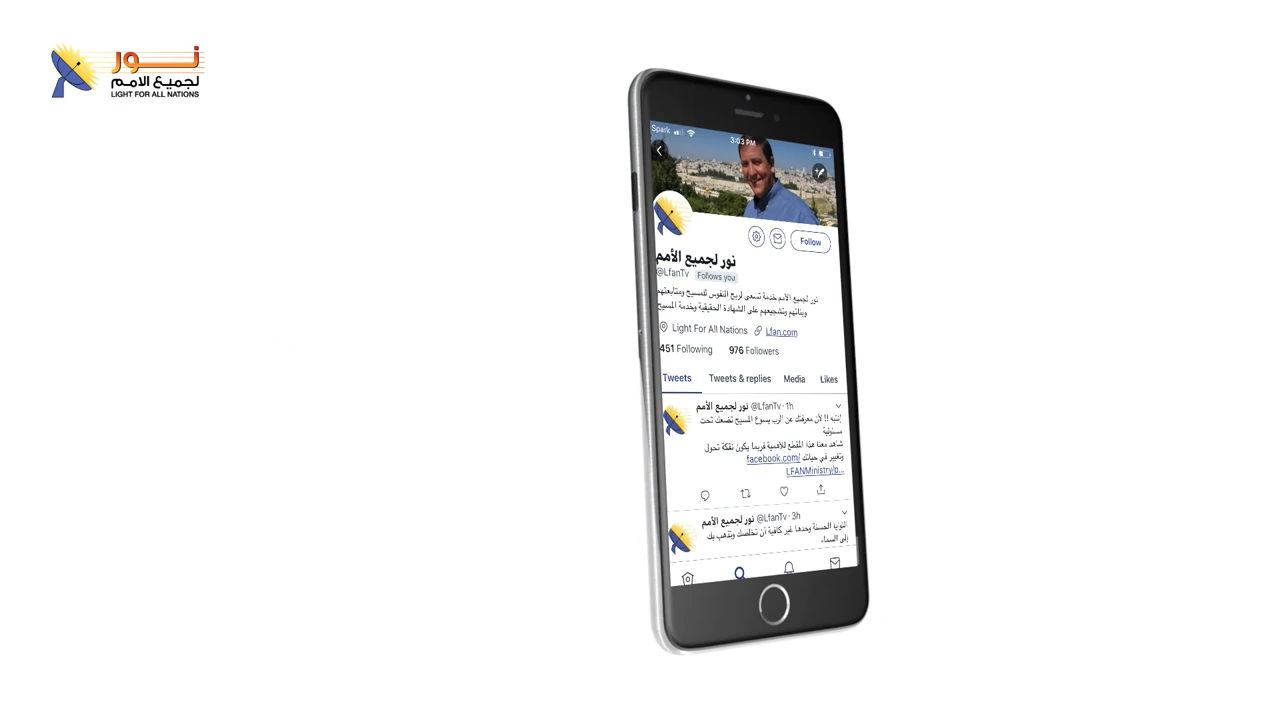 نور
لجميع الامم
LIGHT FOR ALL NATIONS
Spark
3:03 PM
Follow
نور لجميع الأمم
@LfanTv Follows you
نور لجميع الأمم خدمة تسعى لربح النفوس للمسيح ومتابعتهم
وبنائهم وتشجيعهم على الشهادة الحقيقية وخدمة المسيح
Light For All Nations Lfan.com
451 Following 976 Followers
Tweets Tweets & replies Media Likes
نور لجميع الأمم @LfanTv · 1h
إنتبه !! لأن معرفتك عن الرب يسوع المسيح تضعك تحت
مسئولية
شاهد معنا هذا المقطع للأهمية فربما يكون نقكة تحول
وتغيير في حياتك facebook.com/
LFANMinistry/p...
نور لجميع الأمم @LfanTv · 3h
النوايا الحسنة وحدها غير كافية أن تخلصك وتذهب بك
إلى السماء